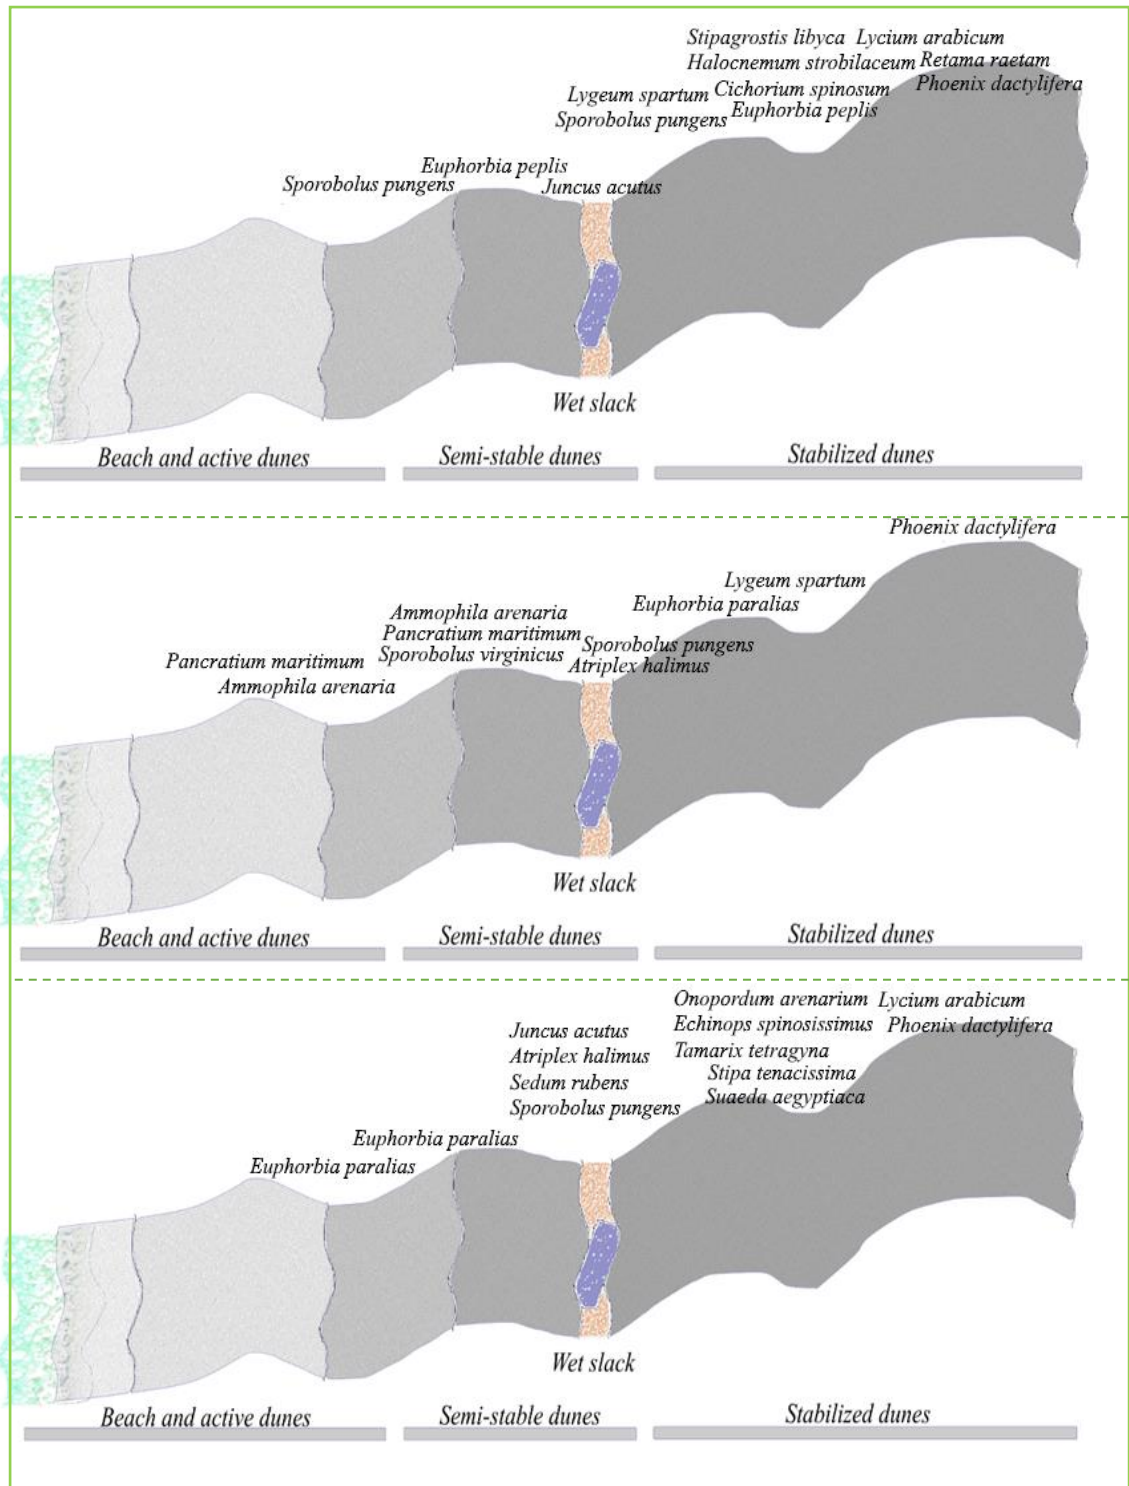 Stipagrostis libyca Lycium arabicum
Halocnemum strobilaceum Retama raetam
Cichorium spinosum Phoenix dactylifera
Lygeum spartum
Euphorbia peplis
Sporobolus pungens
Euphorbia peplis
Sporobolus pungens
Juncus acutus
Wet slack
Beach and active dunes
Semi-stable dunes
Stabilized dunes
Phoenix dactylifera
Lygeum spartum
Euphorbia paralias
Ammophila arenaria
Pancratium maritimum
Sporobolus pungens
Sporobolus virginicus
Atriplex halimus
Pancratium maritimum
Ammophila arenaria
Wet slack
Beach and active dunes
Semi-stable dunes
Stabilized dunes
Onopordum arenarium Lycium arabicum
Echinops spinosissimus Phoenix dactylifera
Tamarix tetragyna
Stipa tenacissima
Suaeda aegyptiaca
Juncus acutus
Atriplex halimus
Sedum rubens
Sporobolus pungens
Euphorbia paralias
Euphorbia paralias
Wet slack
Beach and active dunes
Semi-stable dunes
Stabilized dunes